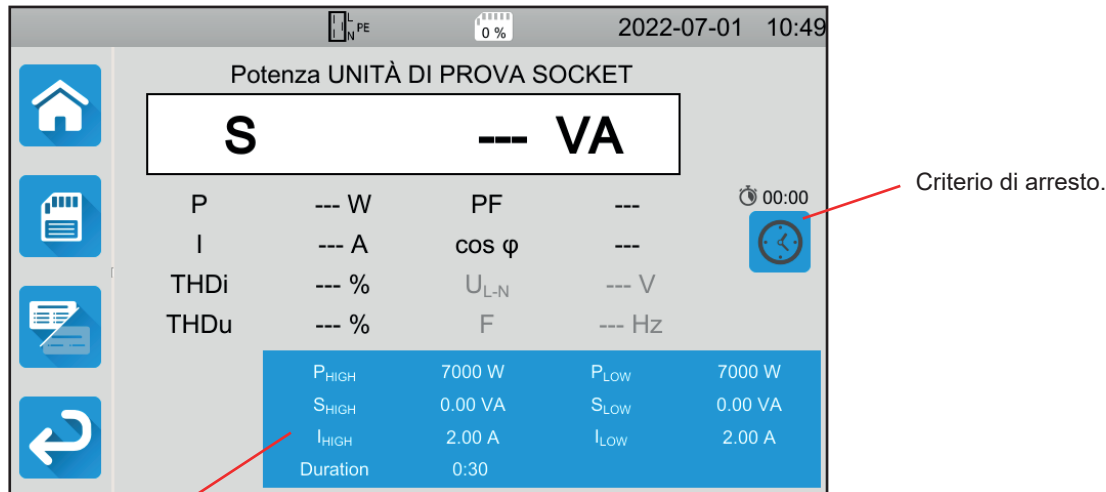 L
N PE
0 %
2022-07-01 10:49
Potenza UNITÀ DI PROVA SOCKET
S --- VA
P --- W PF ---
00:00
Criterio di arresto.
I --- A cos φ ---
THDi --- % UL-N --- V
THDu --- % F --- Hz
PHIGH 7000 W PLOW 7000 W
SHIGH 0.00 VA SLOW 0.00 VA
IHIGH 2.00 A ILOW 2.00 A
Duration 0:30